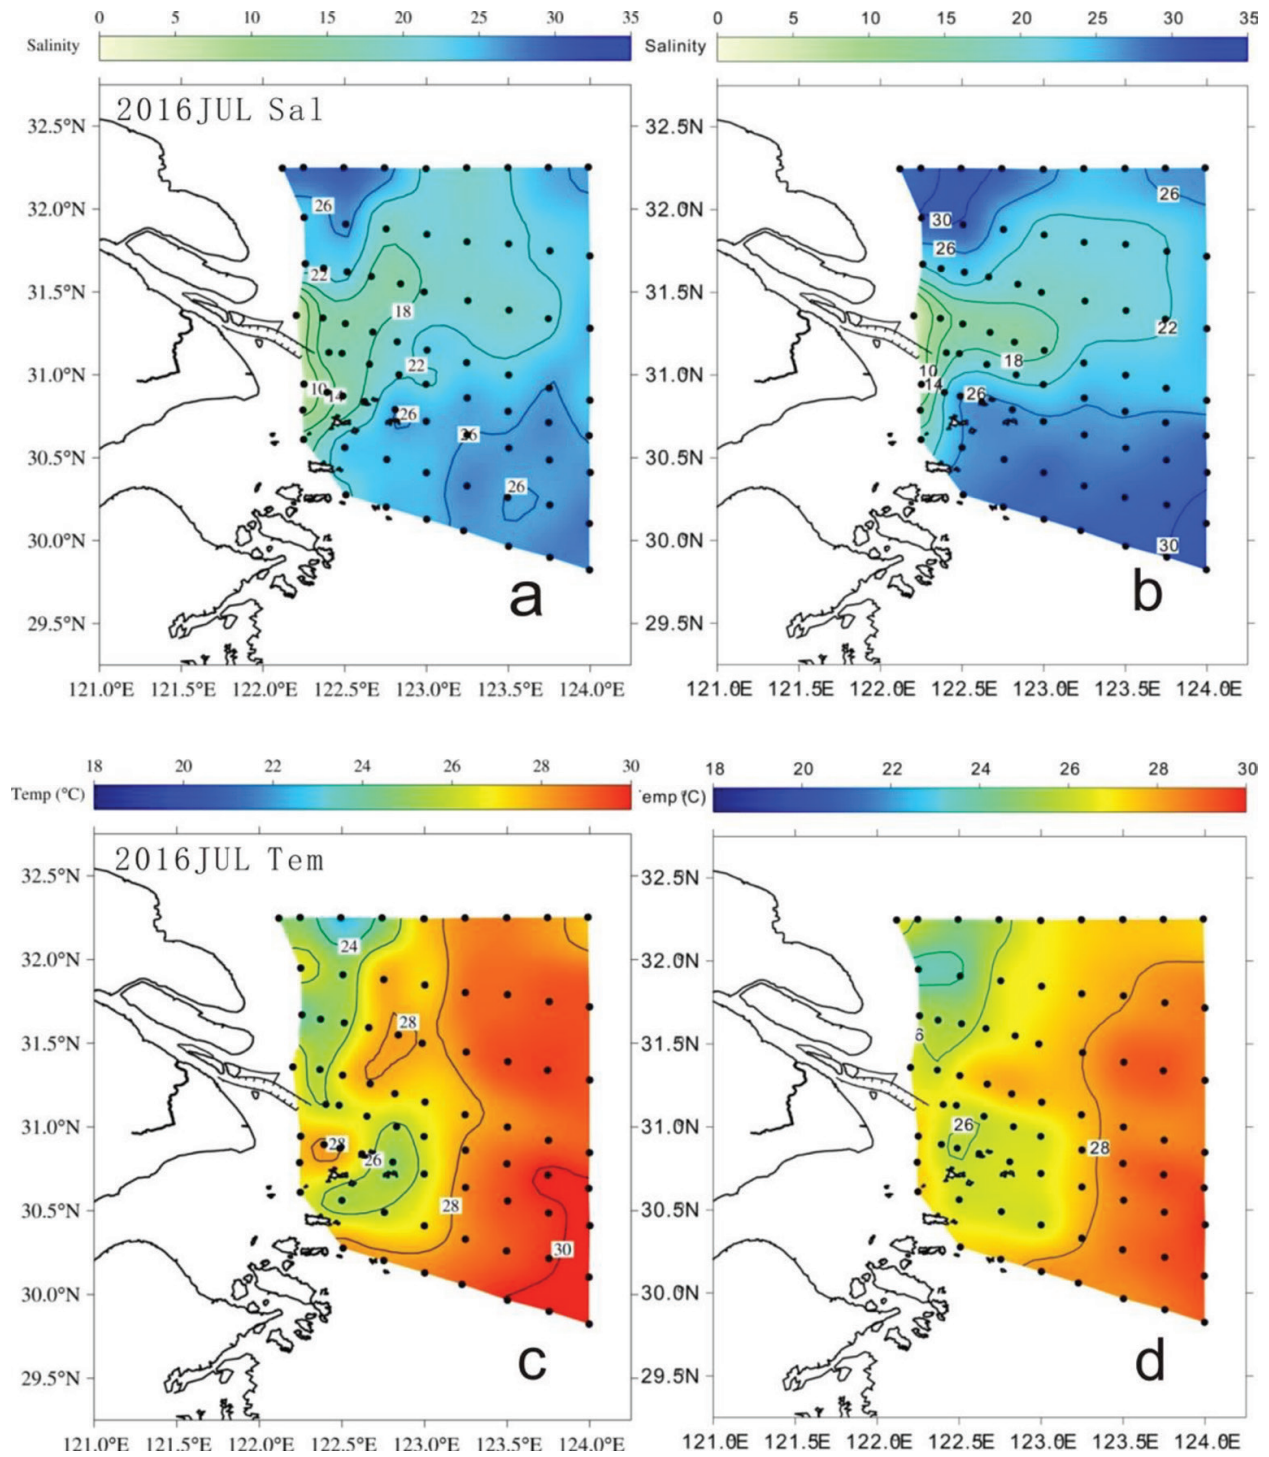 0 5 10 15 20 25 30 35
Salinity
2016JUL Sal
32.5°N
32.0°N
31.5°N
31.0°N
30.5°N
30.0°N
29.5°N
26
22
18
22
10
14
26
26
26
a
121.0°E 121.5°E 122.0°E 122.5°E 123.0°E 123.5°E 124.0°E
0 5 10 15 20 25 30 35
Salinity
32.5N
32.0N
31.5N
31.0N
30.5N
30.0N
29.5N
26
30
26
22
18
10
14
26
30
b
121.0E 121.5E 122.0E 122.5E 123.0E 123.5E 124.0E
18 20 22 24 26 28 30
Temp (°C)
2016JUL Tem
32.5°N
32.0°N
31.5°N
31.0°N
30.5°N
30.0°N
29.5°N
24
28
28
26
28
30
c
121.0°E 121.5°E 122.0°E 122.5°E 123.0°E 123.5°E 124.0°E
18 20 22 24 26 28 30
emp (C)
32.5N
32.0N
31.5N
31.0N
30.5N
30.0N
29.5N
6
26
28
d
121.0E 121.5E 122.0E 122.5E 123.0E 123.5E 124.0E